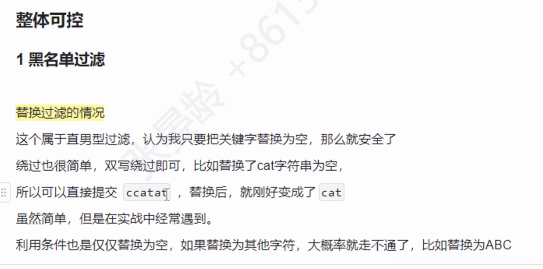 整体可控
1 黑名单过滤
替换过滤的情况
这个属于直男型过滤，认为我只要把关键字替换为空，那么就安全了
绕过也很简单，双写绕过即可，比如替换了cat字符串为空，
所以可以直接提交 ccatat ，替换后，就刚好变成了 cat
虽然简单，但是在实战中经常遇到。
利用条件也是仅仅替换为空，如果替换为其他字符，大概率就走不通了，比如替换为ABC